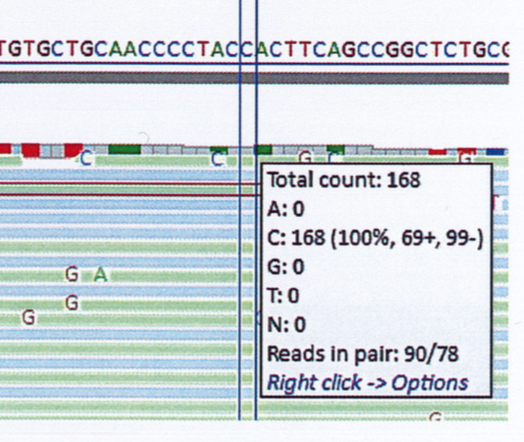 TGTGCTGCAACCCCTACCACTTCAGCCGGCTCTGC
C C G C G
Total count: 168
A: 0
T
C: 168 (100%, 69+, 99-)
G: 0
G A
T: 0
G
N: 0
G
Reads in pair: 90/78
Right click -> Options